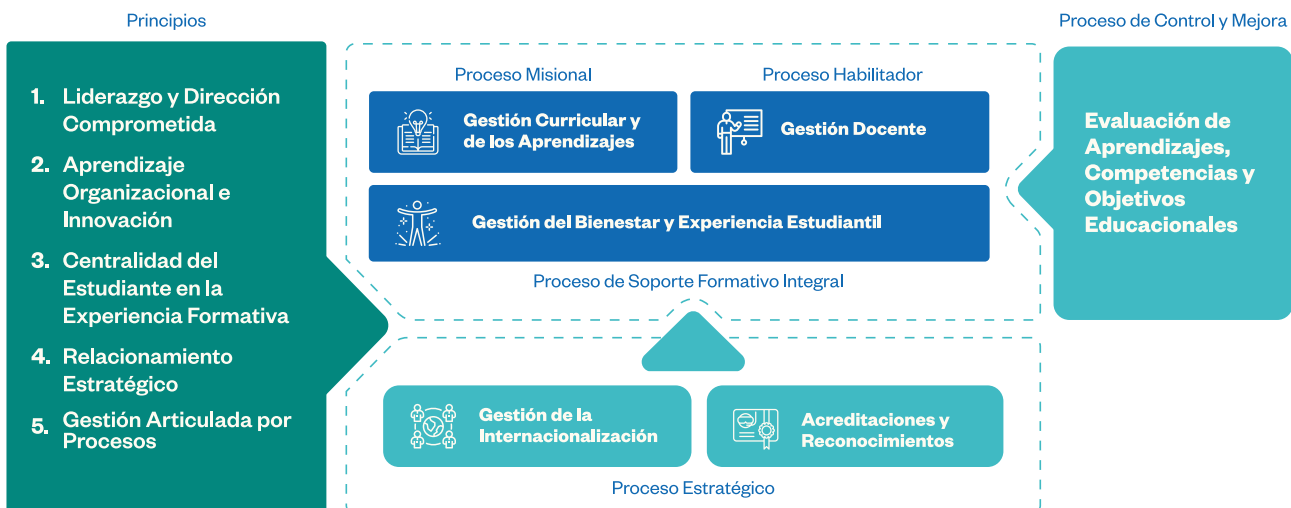 Principios
1. Liderazgo y Dirección
Comprometida
2. Aprendizaje
Organizacional e
Innovación
3. Centralidad del
Estudiante en la
Experiencia Formativa
4. Relacionamiento
Estratégico
5. Gestión Articulada por
Procesos
Proceso Misional
Gestión Curricular y
de los Aprendizajes
Proceso Habilitador
Gestión Docente
Gestión del Bienestar y Experiencia Estudiantil
Proceso de Soporte Formativo Integral
Gestión de la
Internacionalización
Acreditaciones y
Reconocimientos
Proceso Estratégico
Proceso de Control y Mejora
Evaluación de
Aprendizajes,
Competencias y
Objetivos
Educacionales